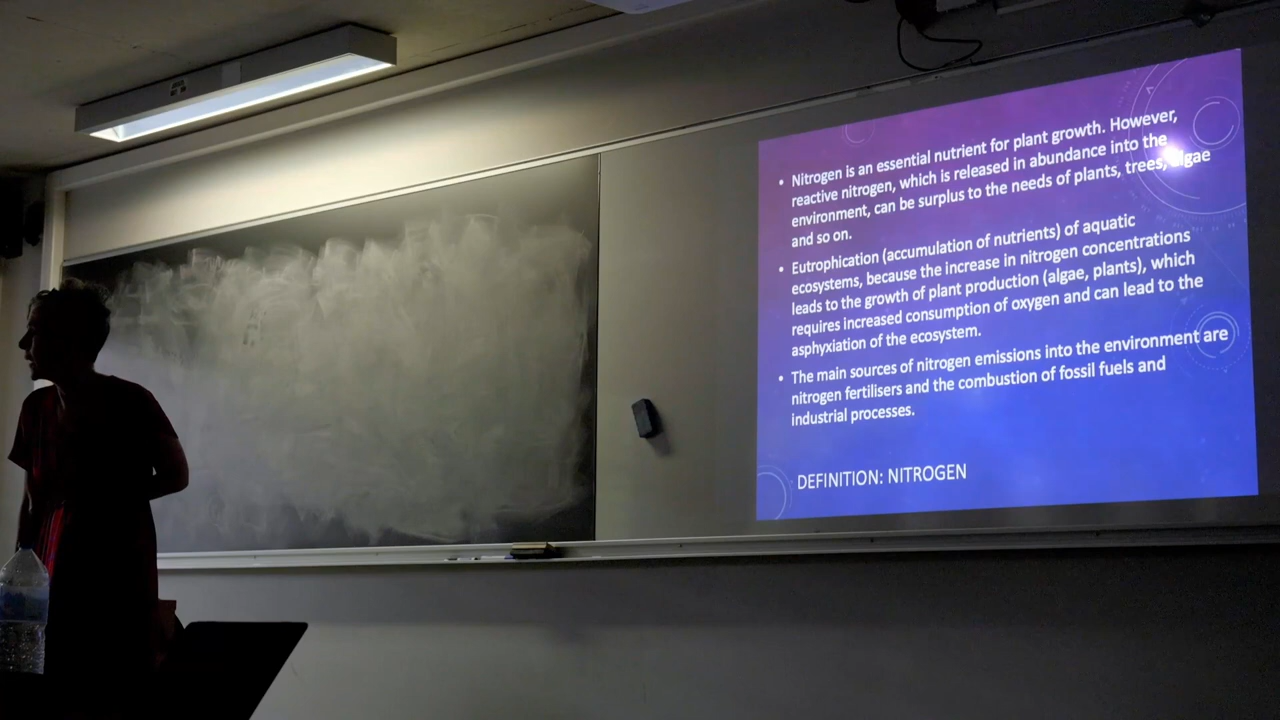 • Nitrogen is an essential nutrient for plant growth. However,
reactive nitrogen, which is released in abundance into the
environment, can be surplus to the needs of plants, trees, algae
and so on.
• Eutrophication (accumulation of nutrients) of aquatic
ecosystems, because the increase in nitrogen concentrations
leads to the growth of plant production (algae, plants), which
requires increased consumption of oxygen and can lead to the
asphyxiation of the ecosystem.
• The main sources of nitrogen emissions into the environment are
nitrogen fertilisers and the combustion of fossil fuels and
industrial processes.
DEFINITION: NITROGEN